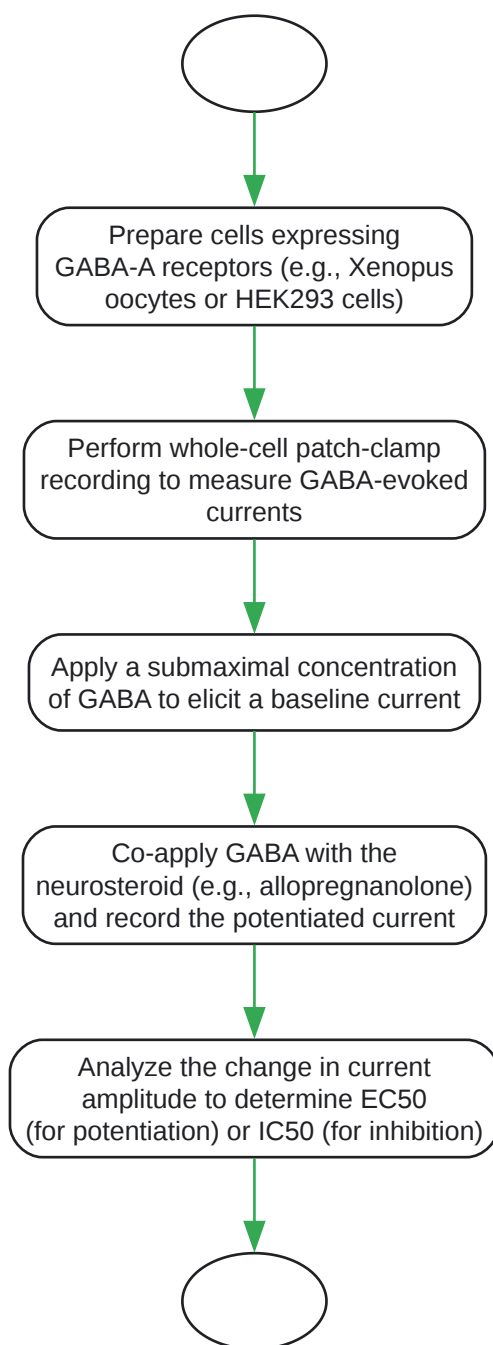 Prepare cells expressing
GABA-A receptors (e.g., Xenopus
oocytes or HEK293 cells)
Perform whole-cell patch-clamp
recording to measure GABA-evoked
currents
Apply a submaximal concentration
of GABA to elicit a baseline current
Co-apply GABA with the
neurosteroid (e.g., allopregnanolone)
and record the potentiated current
Analyze the change in current
amplitude to determine EC50
(for potentiation) or IC50 (for inhibition)